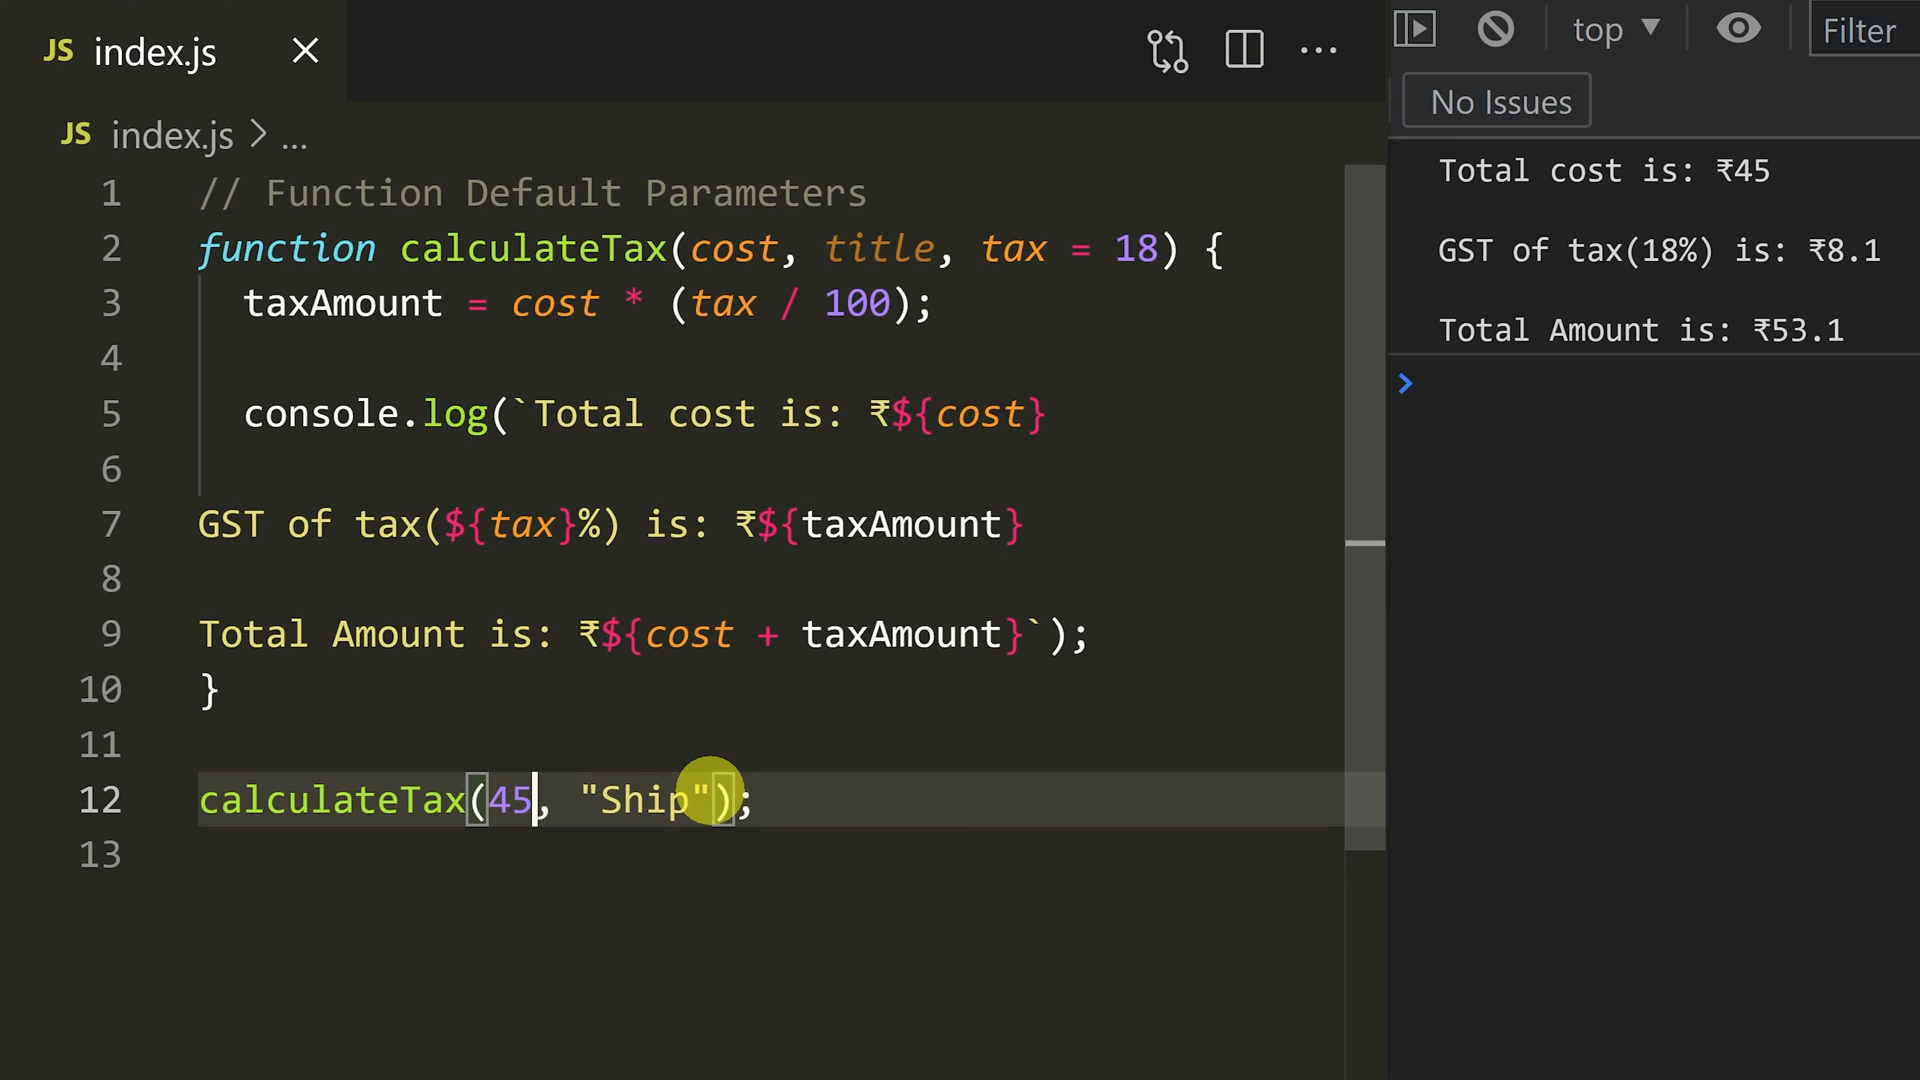 JS index.js
JS index.js > ...
1 // Function Default Parameters
2 function calculateTax(cost, title, tax = 18) {
3 taxAmount = cost * (tax / 100);
4
5 console.log(`Total cost is: ₹${cost}
6
7 GST of tax(${tax}%) is: ₹${taxAmount}
8
9 Total Amount is: ₹${cost + taxAmount}`);
10 }
11
12 calculateTax(45, "Ship");
13
top Filter
No Issues
Total cost is: ₹45
GST of tax(18%) is: ₹8.1
Total Amount is: ₹53.1